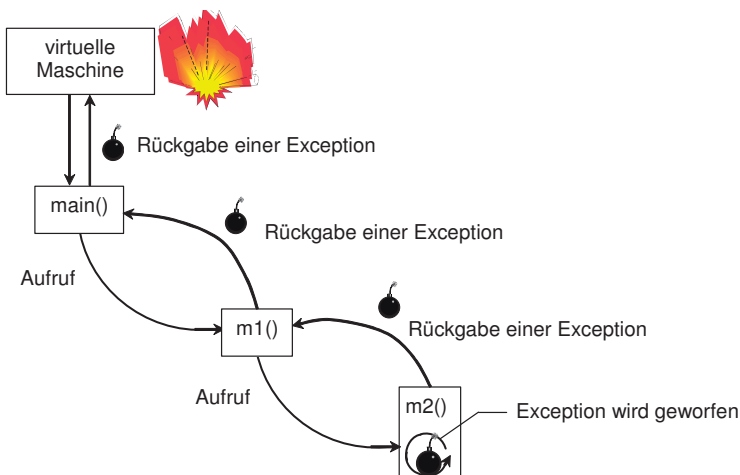 virtuelle
Maschine
Rückgabe einer Exception
main()
Rückgabe einer Exception
Aufruf
m1()
Rückgabe einer Exception
Aufruf
m2()
Exception wird geworfen